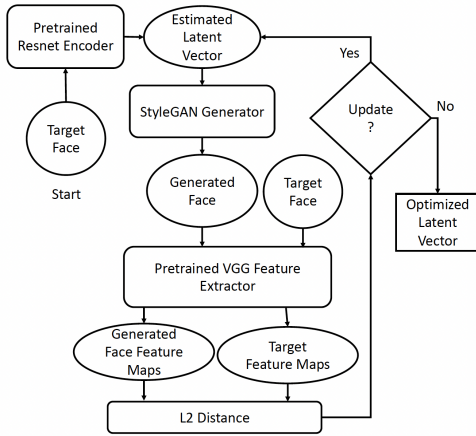 Pretrained
Resnet Encoder
Estimated
Latent
Vector
Yes
StyleGAN Generator
Update
?
No
Target
Face
Start
Generated
Face
Target
Face
Optimized
Latent
Vector
Pretrained VGG Feature
Extractor
Generated
Face Feature
Maps
Target
Feature Maps
L2 Distance